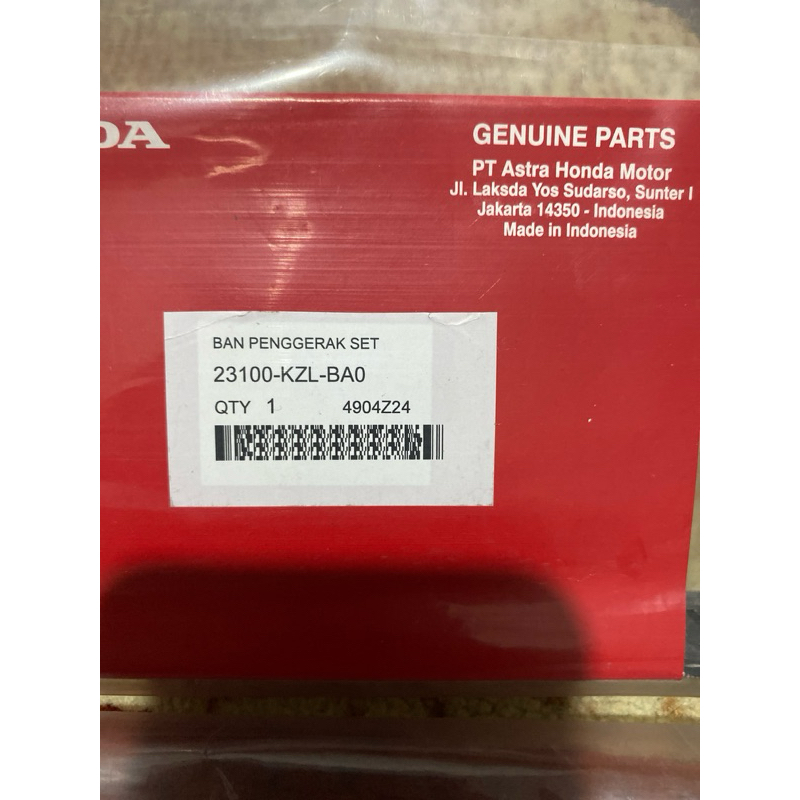 DA
GENUINE PARTS
PT Astra Honda Motor
Jl. Laksda Yos Sudarso, Sunter I
Jakarta 14350 - Indonesia
Made in Indonesia
BAN PENGGERAK SET
23100-KZL-BA0
QTY 1 4904Z24